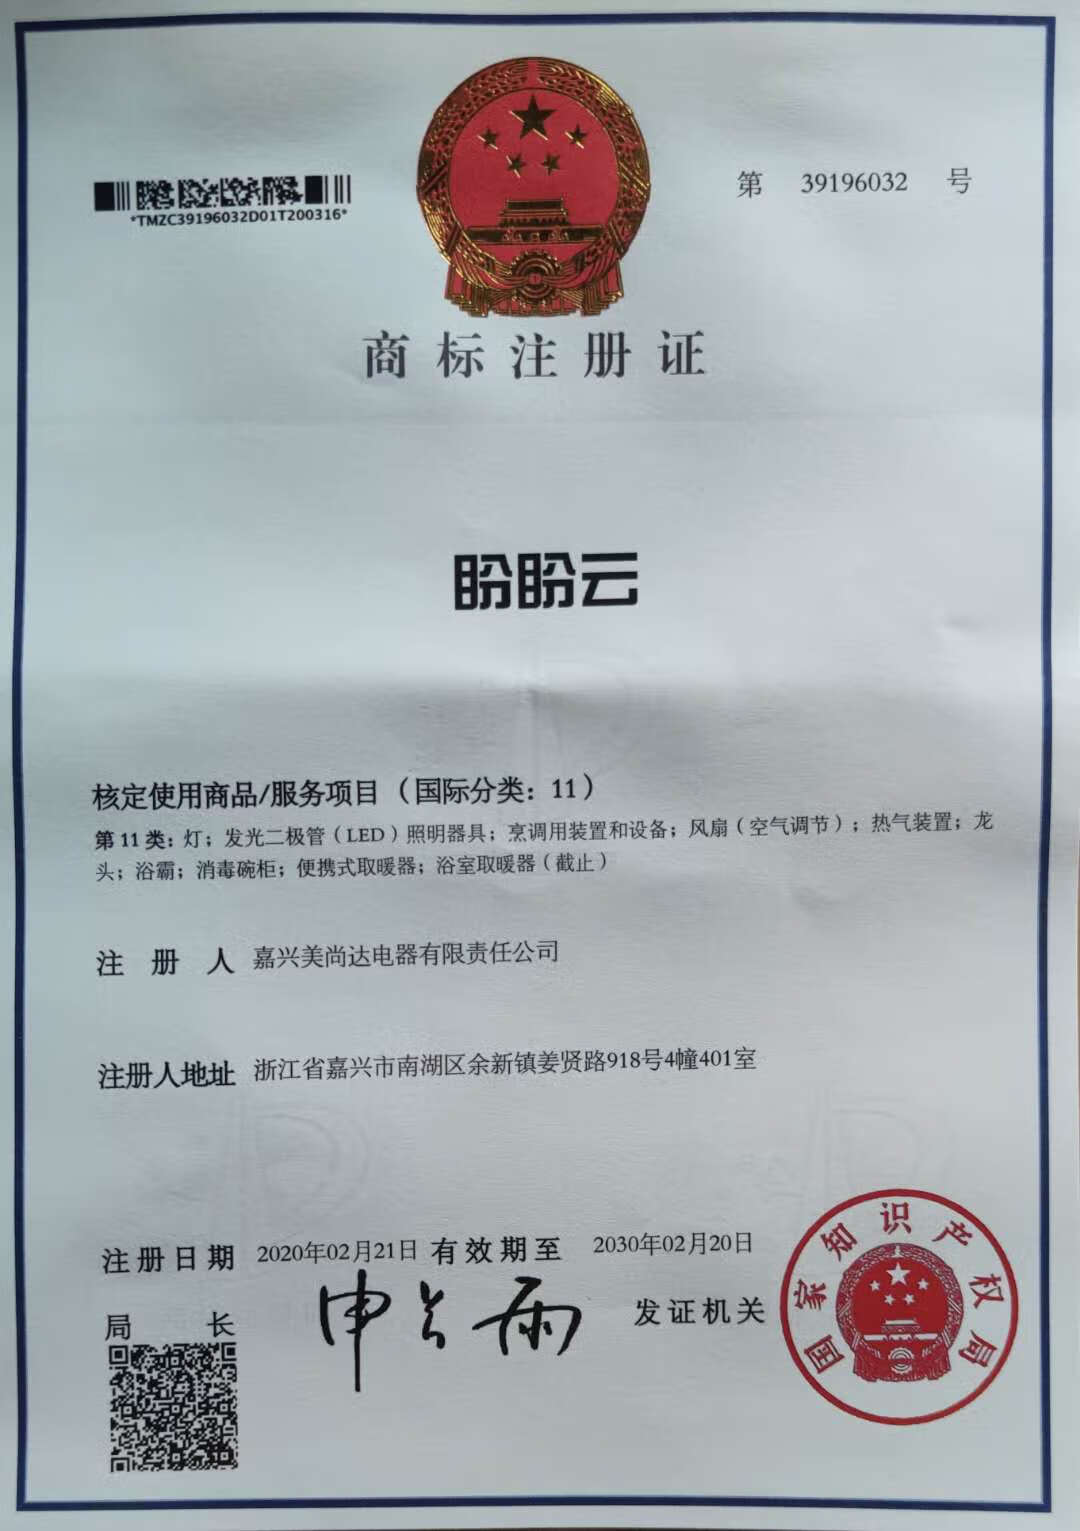 *TMZC39196032D01T200316*
第 39196032 号
商标注册证
盼盼云
核定使用商品/服务项目（国际分类：11）
第 11 类：灯；发光二极管（LED）照明器具；烹调用装置和设备；风扇（空气调节）；热气装置；龙
头；浴霸；消毒碗柜；便携式取暖器；浴室取暖器（截止）
注册人 嘉兴美尚达电器有限责任公司
注册人地址 浙江省嘉兴市南湖区余新镇姜贤路918号4幢401室
注册日期 2020年02月21日 有效期至 2030年02月20日
局长 申长雨 发证机关
国家知识产权局